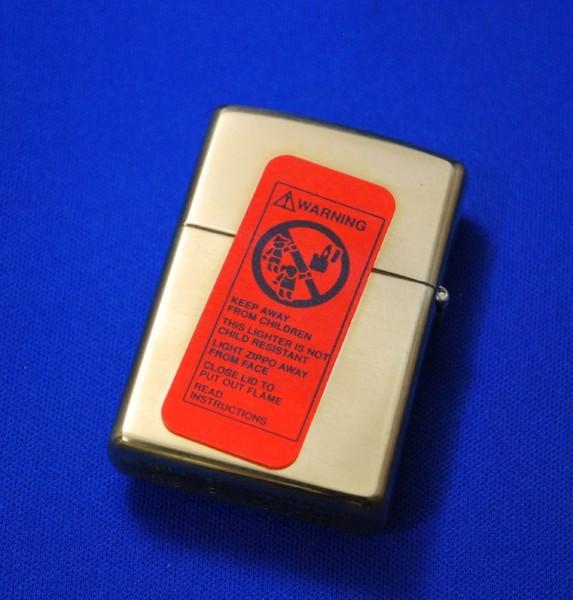 WARNING
KEEP AWAY
FROM CHILDREN
THIS LIGHTER IS NOT
CHILD RESISTANT
LIGHT ZIPPO AWAY
FROM FACE
CLOSE LID TO
PUT OUT FLAME
READ
INSTRUCTIONS